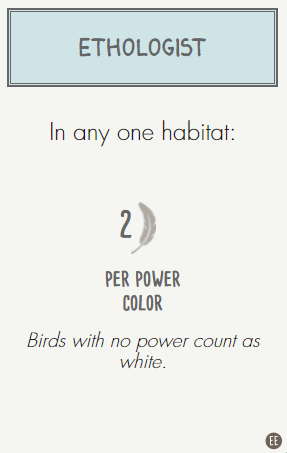 ETHOLOGIST
In any one habitat:
2
PER POWER
COLOR
Birds with no power count as
white.
EE